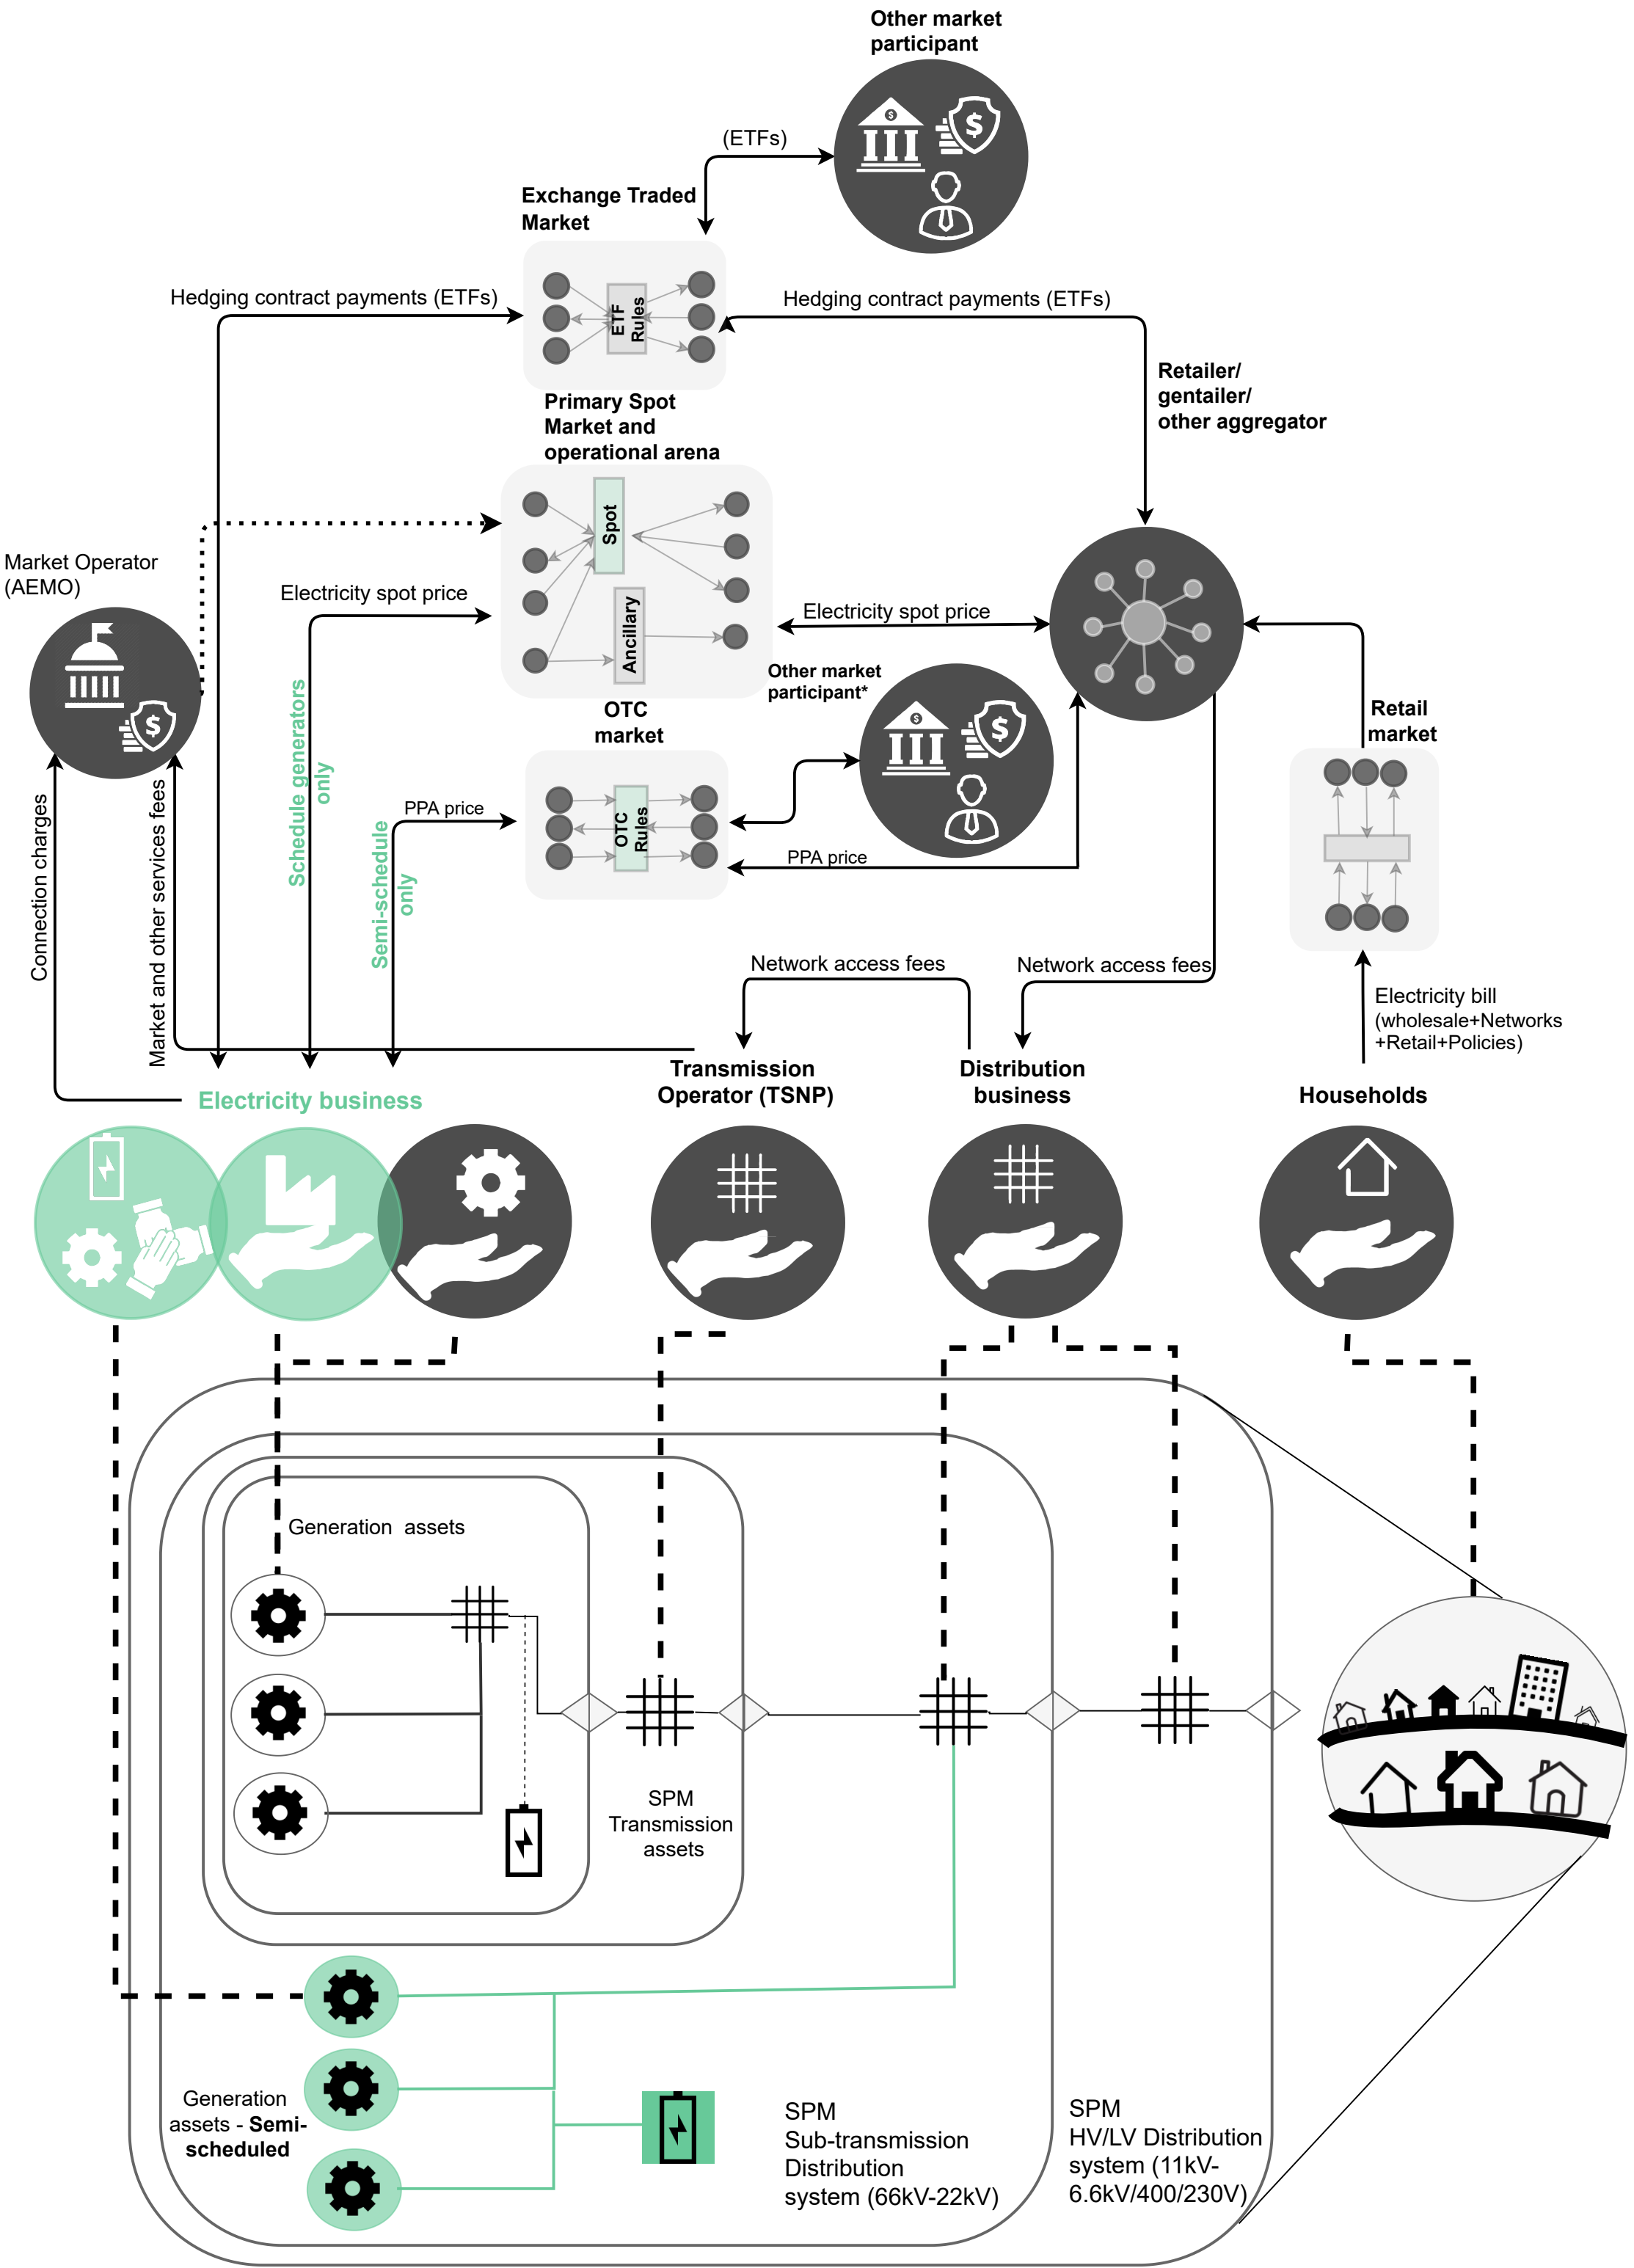 Other market
participant
(ETFs)
Exchange Traded
Market
Hedging contract payments (ETFs)
Hedging contract payments (ETFs)
ETF
Rules
Retailer/
gentailer/
other aggregator
Primary Spot
Market and
operational arena
Spot
Ancillary
Market Operator
(AEMO)
Electricity spot price
Electricity spot price
Other market
participant*
OTC
market
Retail
market
Schedule generators
only
Semi-schedule
only
PPA price
OTC
Rules
PPA price
Connection charges
Market and other services fees
Network access fees
Network access fees
Electricity bill
(wholesale+Networks
+Retail+Policies)
Electricity business
Transmission
Operator (TSNP)
Distribution
business
Households
Generation assets
SPM
Transmission
assets
Generation
assets - Semi-
scheduled
SPM
Sub-transmission
Distribution
system (66kV-22kV)
SPM
HV/LV Distribution
system (11kV-
6.6kV/400/230V)